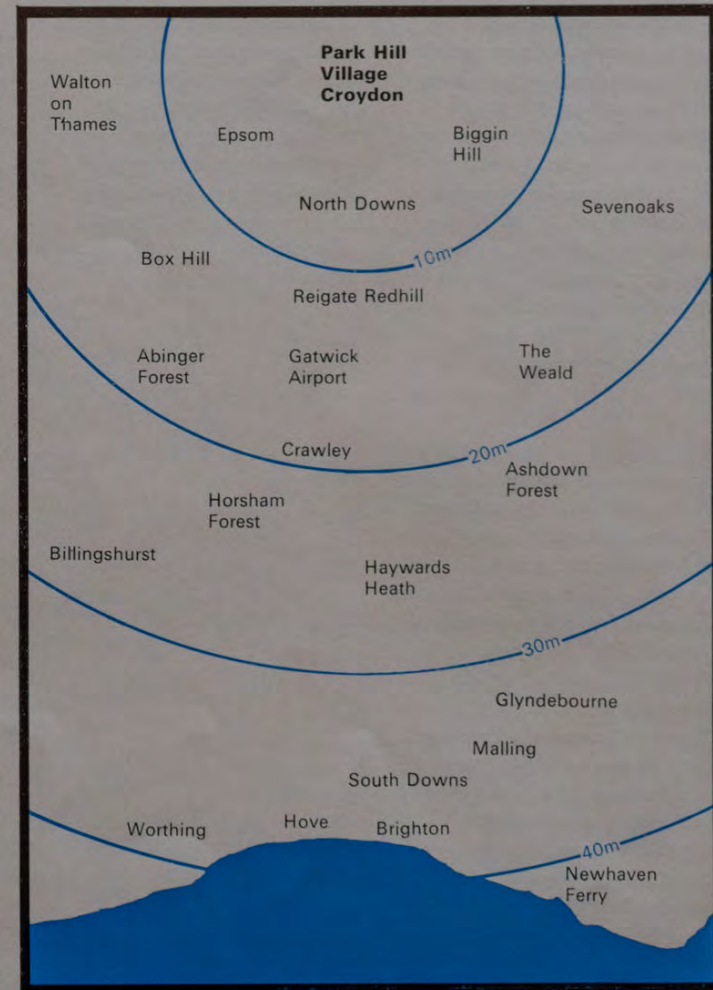 Park Hill
Village
Croydon
Walton
on
Thames
Epsom
Biggin
Hill
North Downs
Sevenoaks
Box Hill
10m
Reigate Redhill
Abinger
Forest
Gatwick
Airport
The
Weald
Crawley
20m
Ashdown
Forest
Horsham
Forest
Billingshurst
Haywards
Heath
30m
Glyndebourne
Malling
South Downs
Worthing
Hove
Brighton
40m
Newhaven
Ferry